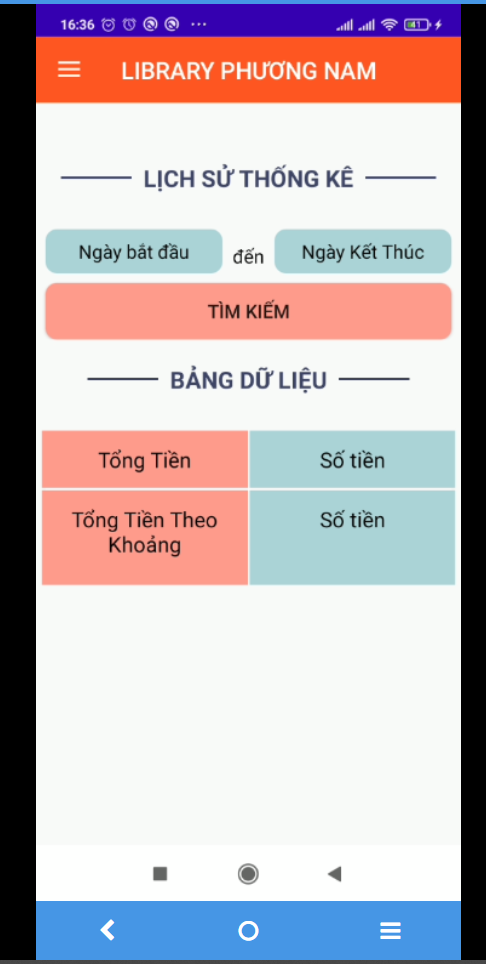 16:36
41
LIBRARY PHƯƠNG NAM
LỊCH SỬ THỐNG KÊ
Ngày bắt đầu đến Ngày Kết Thúc
TÌM KIẾM
BẢNG DỮ LIỆU
Tổng Tiền Số tiền
Tổng Tiền Theo Số tiền
Khoảng